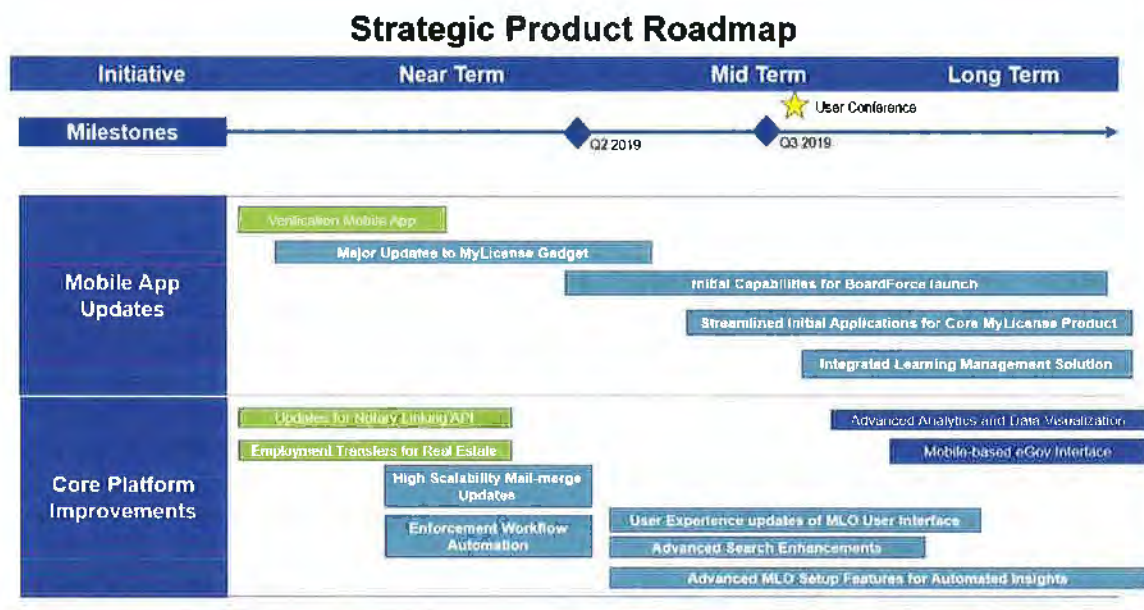 Strategic Product Roadmap
Initiative Near Term Mid Term Long Term
User Conference
Milestones
Q2 2019 Q3 2019
Verification Mobile App
Major Updates to MyLicense Gadget
Mobile App
Updates
Initial Capabilities for BoardForce launch
Streamlined Initial Applications for Core MyLicense Product
Integrated Learning Management Solution
Updates for Notary Linking API
Advanced Analytics and Data Visualization
Employment Transfers for Real Estate
Mobile-based eGov Interface
Core Platform
Improvements
High Scalability Mail-merge
Updates
Enforcement Workflow
Automation
User Experience updates of MLO User Interface
Advanced Search Enhancements
Advanced MLO Setup Features for Automated Insights